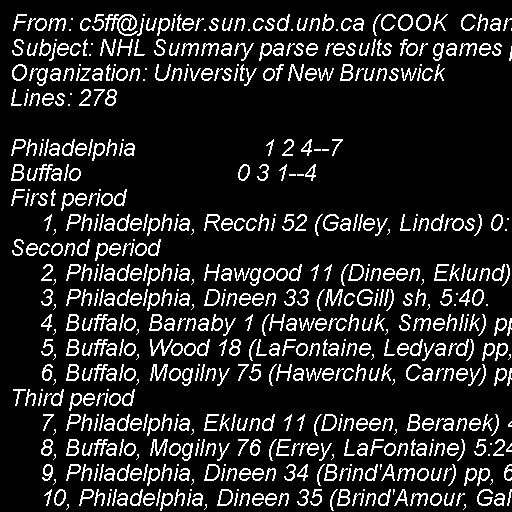 From: c5ff@jupiter.sun.csd.unb.ca (COOK  Char
Subject: NHL Summary parse results for games p
Organization: University of New Brunswick
Lines: 278

Philadelphia                    1 2 4--7
Buffalo                         0 3 1--4
First period
     1, Philadelphia, Recchi 52 (Galley, Lindros) 0:
Second period
     2, Philadelphia, Hawgood 11 (Dineen, Eklund)
     3, Philadelphia, Dineen 33 (McGill) sh, 5:40.
     4, Buffalo, Barnaby 1 (Hawerchuk, Smehlik) pp
     5, Buffalo, Wood 18 (LaFontaine, Ledyard) pp,
     6, Buffalo, Mogilny 75 (Hawerchuk, Carney) pp
Third period
     7, Philadelphia, Eklund 11 (Dineen, Beranek) 4
     8, Buffalo, Mogilny 76 (Errey, LaFontaine) 5:24
     9, Philadelphia, Dineen 34 (Brind'Amour) pp, 6
     10, Philadelphia, Dineen 35 (Brind'Amour, Gal